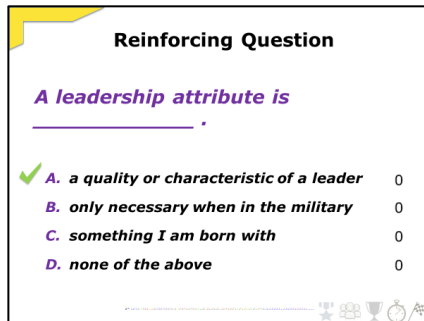 Reinforcing Question
A leadership attribute is
_______________ .
A. a quality or characteristic of a leader 0
B. only necessary when in the military 0
C. something I am born with 0
D. none of the above 0